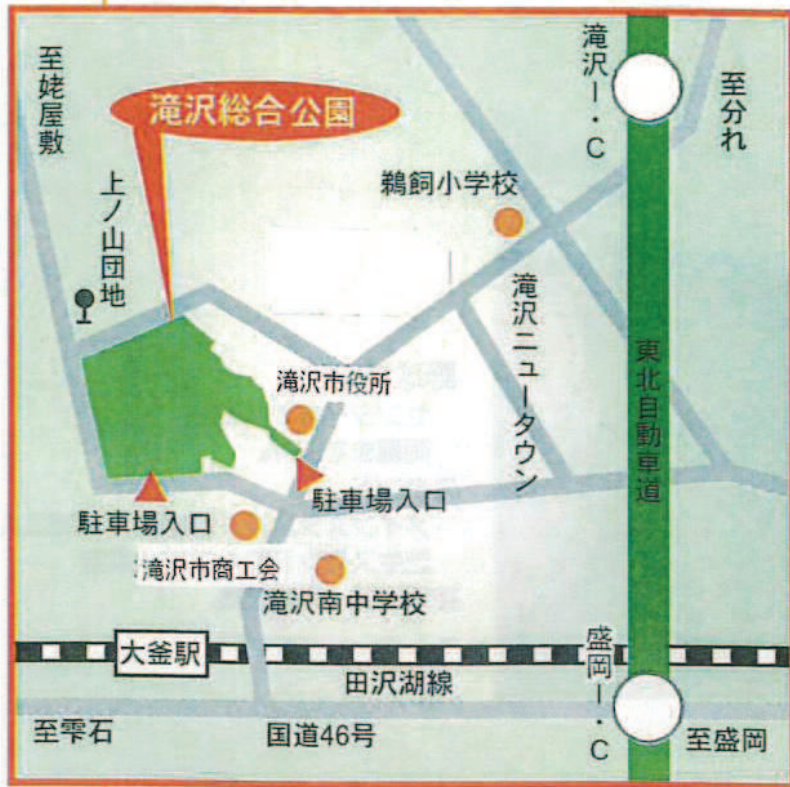 至姥屋敷
滝沢総合公園
上ノ山団地
滝沢I・C
至分れ
鵜飼小学校
滝沢ニュータウン
滝沢市役所
東北自動車道
駐車場入口
駐車場入口
滝沢市商工会
滝沢南中学校
大釜駅
田沢湖線
盛岡I・C
至雫石
国道46号
至盛岡